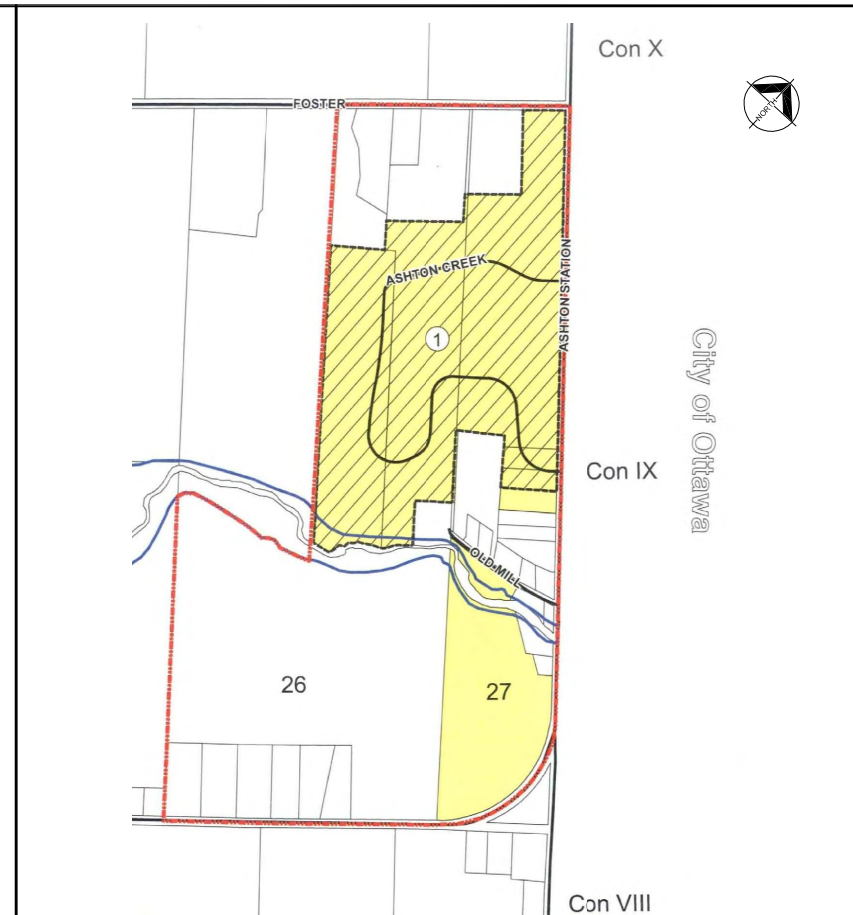 Con X
NORTH
FOSTER
ASHTON STATION
ASHTON CREEK
1
City of Ottawa
Con IX
OLD MILL
26
27
Con VIII